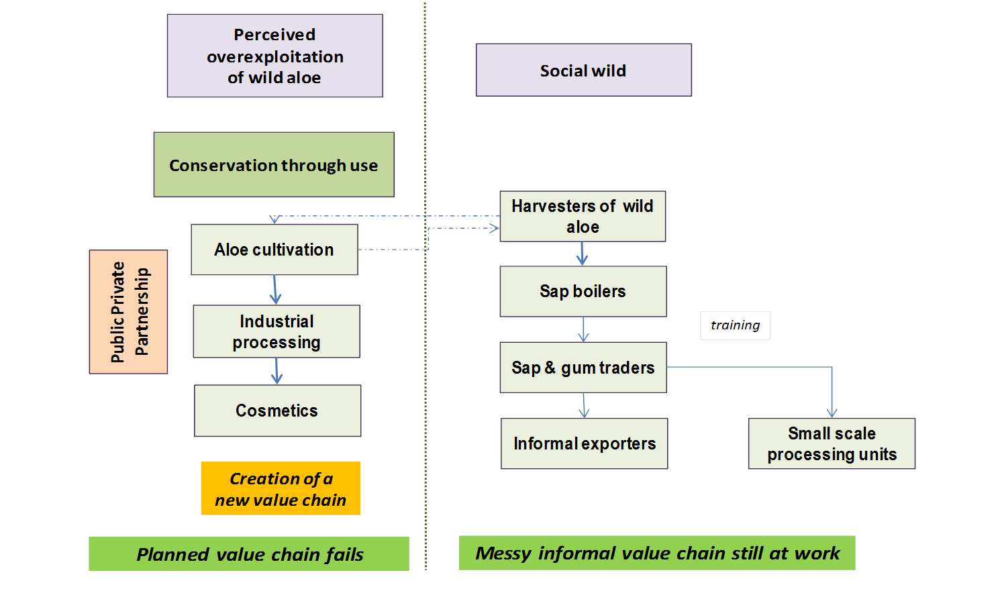 Perceived
overexploitation
of wild aloe
Conservation through use
Aloe cultivation
Public Private
Partnership
Industrial
processing
Cosmetics
Creation of a
new value chain
Planned value chain fails
Social wild
Harvesters of wild
aloe
Sap boilers
training
Sap & gum traders
Informal exporters
Small scale
processing units
Messy informal value chain still at work